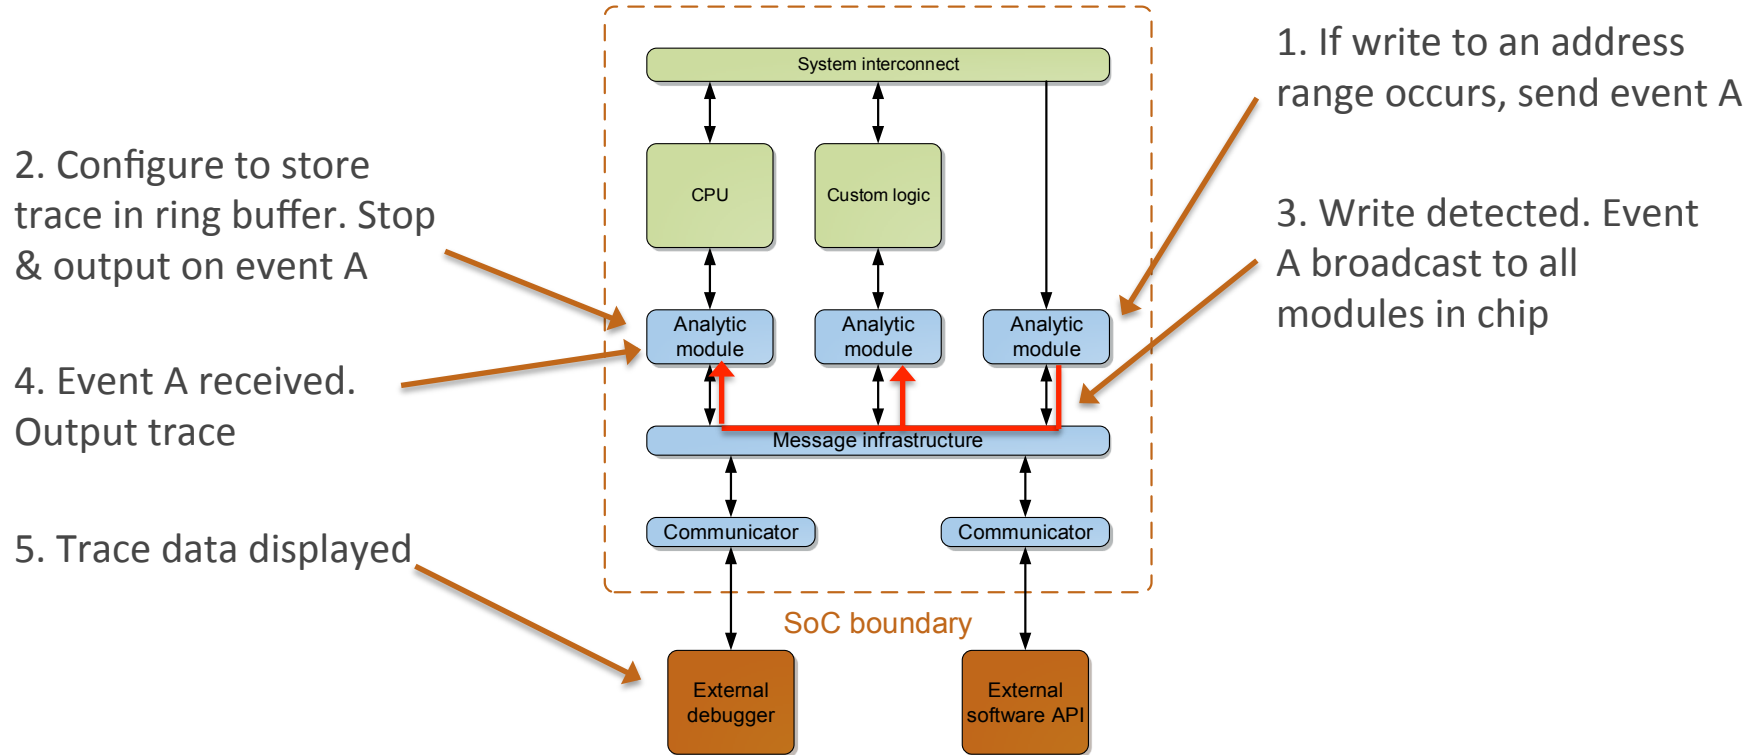 1. If write to an address
range occurs, send event A
2. Configure to store
trace in ring buffer. Stop
& output on event A
3. Write detected. Event
A broadcast to all
modules in chip
4. Event A received.
Output trace
5. Trace data displayed
System interconnect
CPU
Custom logic
Analytic
module
Analytic
module
Analytic
module
Message infrastructure
Communicator
Communicator
SoC boundary
External
debugger
External
software API